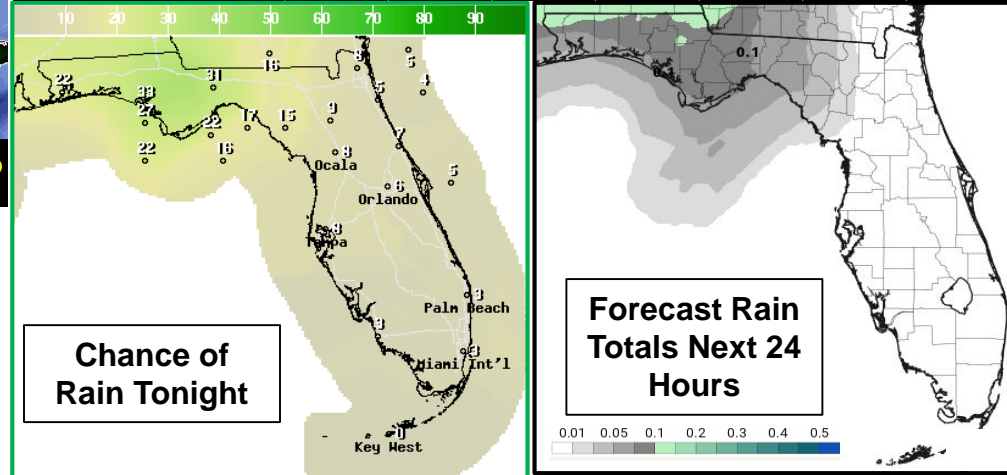 10 20 30 40 50 60 70 80 90
5
16
8
31
4
22
33
5
27
9
22
17
15
7
22
16
8
Ocala
5
6
Orlando
8
Tampa
3
Palm Beach
3
3
Miami Int'l
0
Key West
Chance of
Rain Tonight
0.1
Forecast Rain
Totals Next 24
Hours
0.01 0.05 0.1 0.2 0.3 0.4 0.5